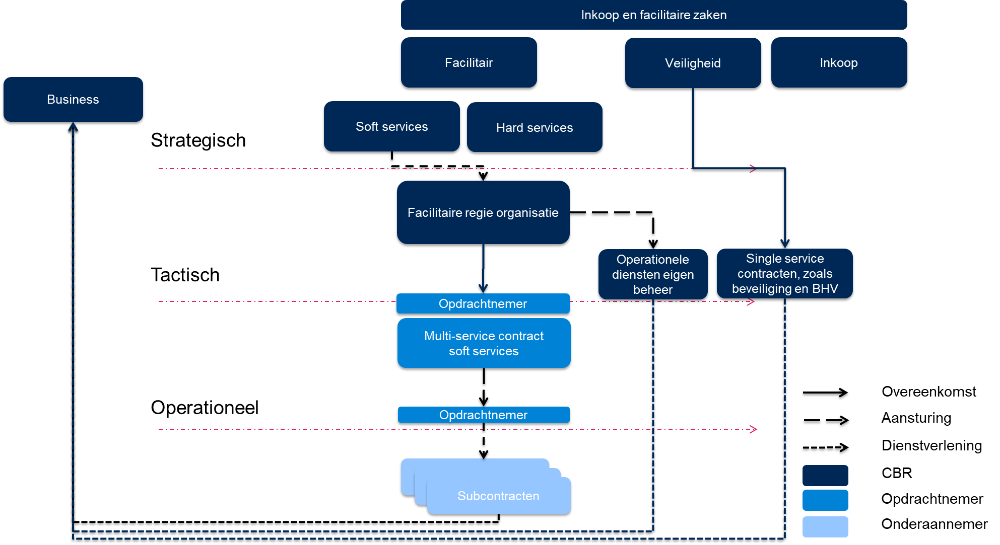 Inkoop en facilitaire zaken
Facilitair
Veiligheid
Inkoop
Business
Soft services
Hard services
Strategisch
Facilitaire regie organisatie
Operationele
diensten eigen
beheer
Single service
contracten, zoals
beveiliging en BHV
Tactisch
Opdrachtnemer
Multi-service contract
soft services
Operationeel
Opdrachtnemer
Subcontracten
Overeenkomst
Aansturing
Dienstverlening
CBR
Opdrachtnemer
Onderaannemer